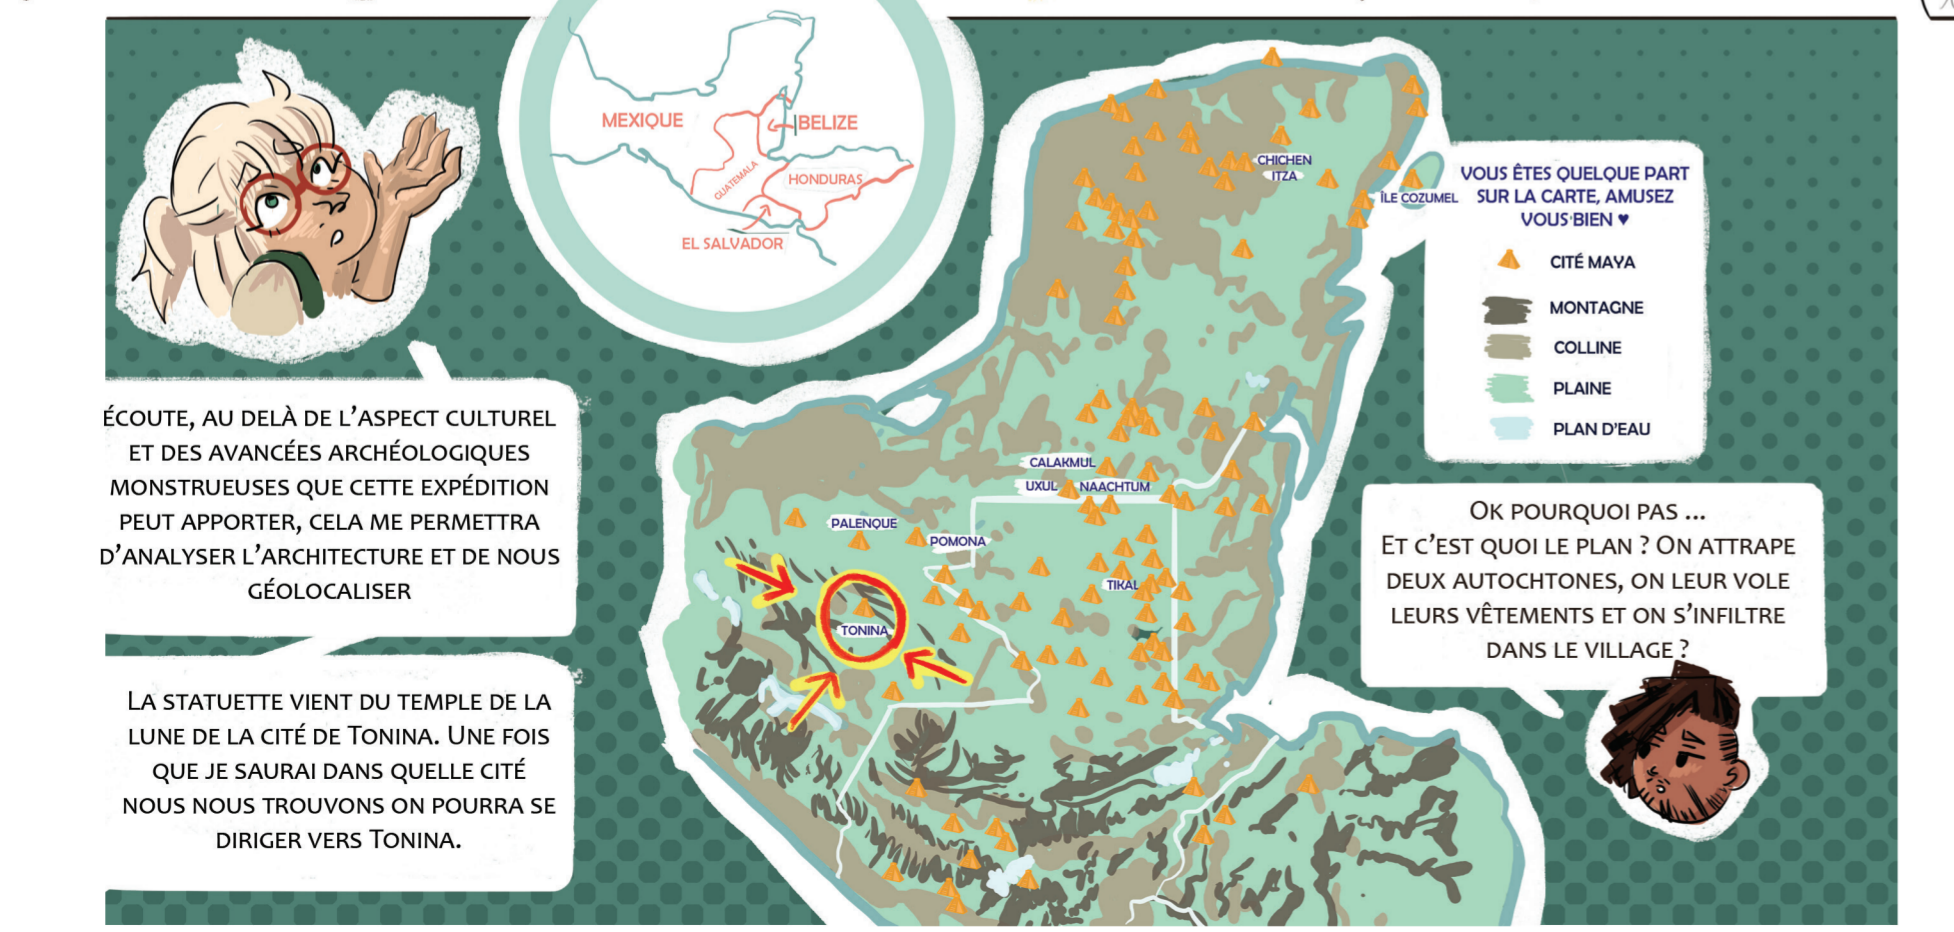 MEXIQUE
BELIZE
GUATEMALA
HONDURAS
EL SALVADOR
CHICHEN
ITZA
ÎLE COZUMEL
VOUS ÊTES QUELQUE PART
SUR LA CARTE, AMUSEZ
VOUS BIEN ♥
CITÉ MAYA
MONTAGNE
COLLINE
PLAINE
PLAN D'EAU
ÉCOUTE, AU DELÀ DE L'ASPECT CULTUREL
ET DES AVANCÉES ARCHÉOLOGIQUES
MONSTRUEUSES QUE CETTE EXPÉDITION
PEUT APPORTER, CELA ME PERMETTRA
D'ANALYSER L'ARCHITECTURE ET DE NOUS
GÉOLOCALISER
LA STATUETTE VIENT DU TEMPLE DE LA
LUNE DE LA CITÉ DE TONINA. UNE FOIS
QUE JE SAURAI DANS QUELLE CITÉ
NOUS NOUS TROUVONS ON POURRA SE
DIRIGER VERS TONINA.
CALAKMUL
UXUL
NAACHTUM
PALENQUE
POMONA
TIKAL
TONINA
OK POURQUOI PAS ...
ET C'EST QUOI LE PLAN ? ON ATTRAPE
DEUX AUTOCHTONES, ON LEUR VOLE
LEURS VÊTEMENTS ET ON S'INFILTRE
DANS LE VILLAGE ?